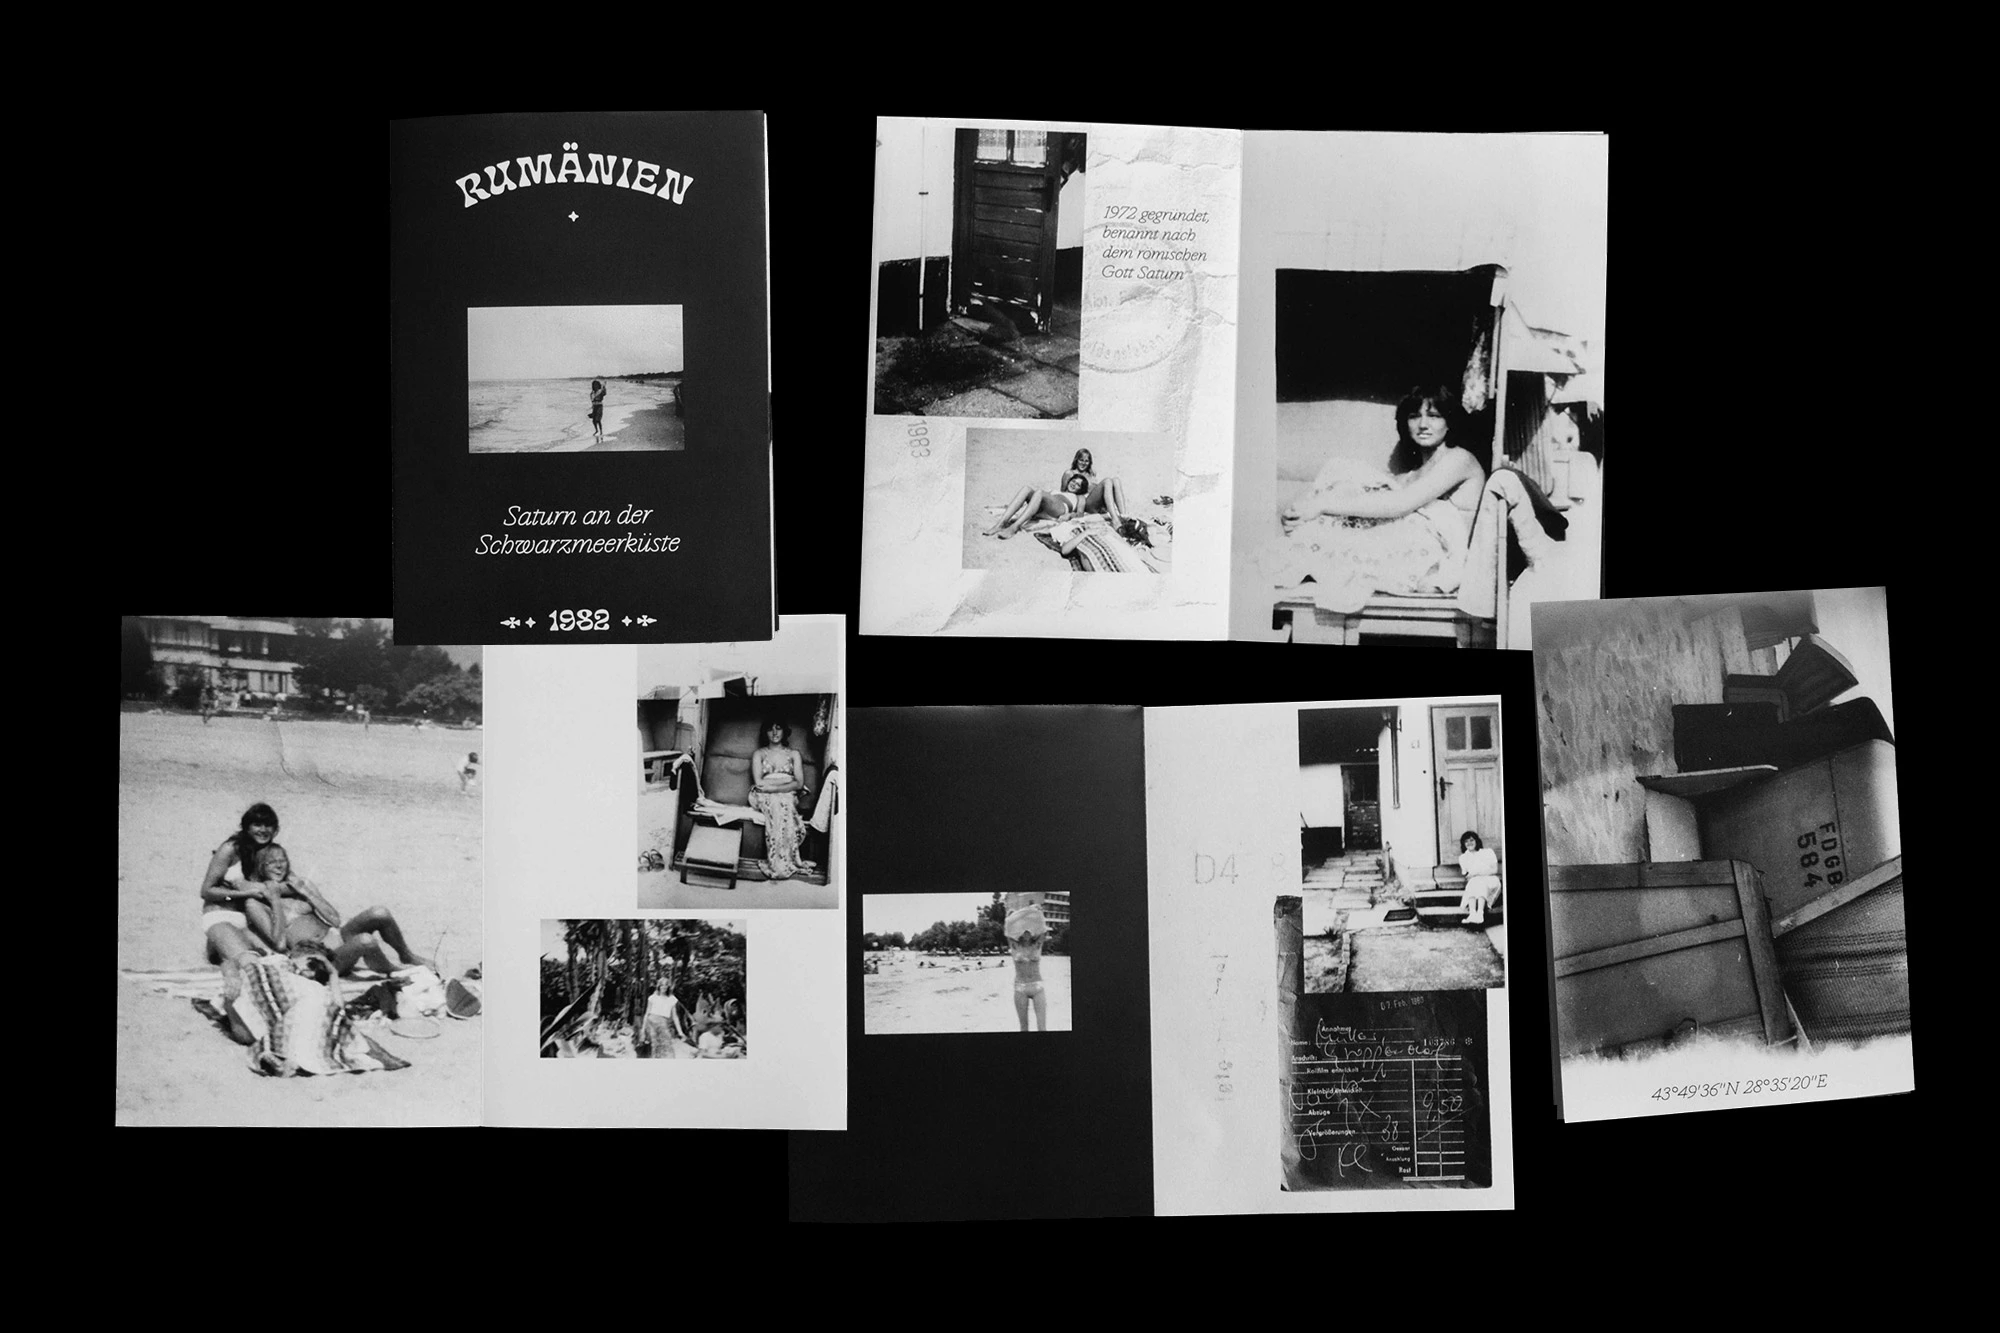 RUMÄNIEN
Saturn an der
Schwarzmeerküste
1982
1972 gegründet,
benannt nach
dem römischen
Gott Saturn
1983
D4 8
07. Feb. 1983
Annahme
Name:
Anschrift:
Rollfilm entwickelt
Kleinbild entwickelt
Abzüge
Vergrößerungen
38
Gesamt
Anzahlung
Rest
FDGB
584
43°49'36"N 28°35'20"E